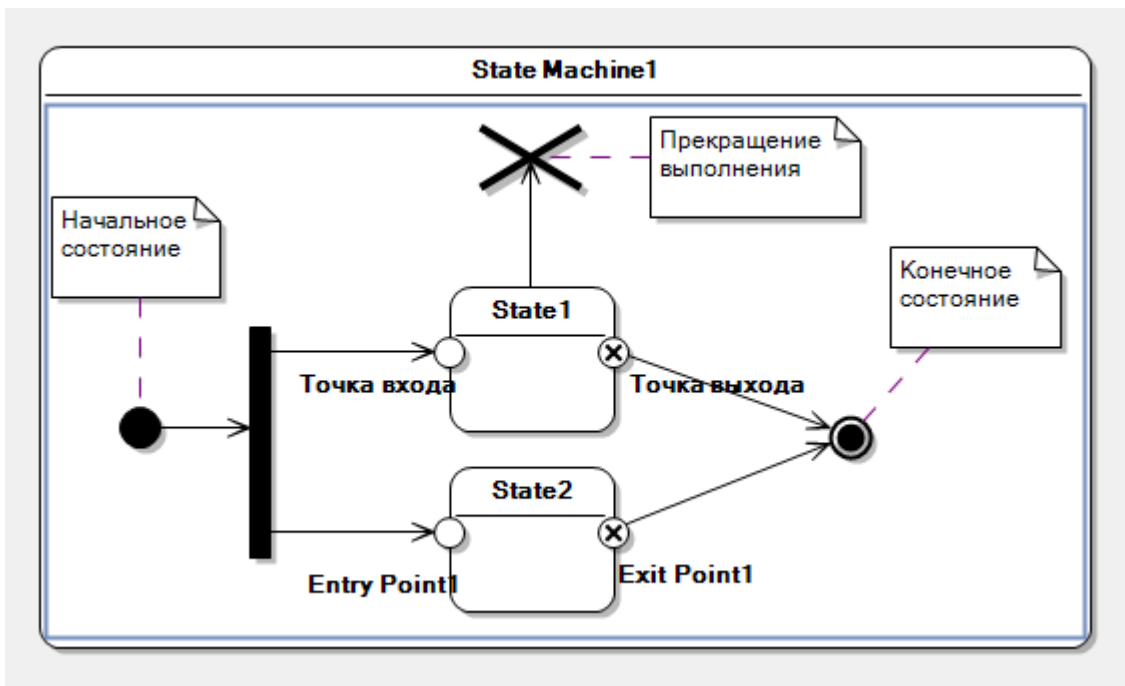 State Machine1
Прекращение
выполнения
Начальное
состояние
Конечное
состояние
State1
Точка входа
Точка выхода
State2
Entry Point1
Exit Point1